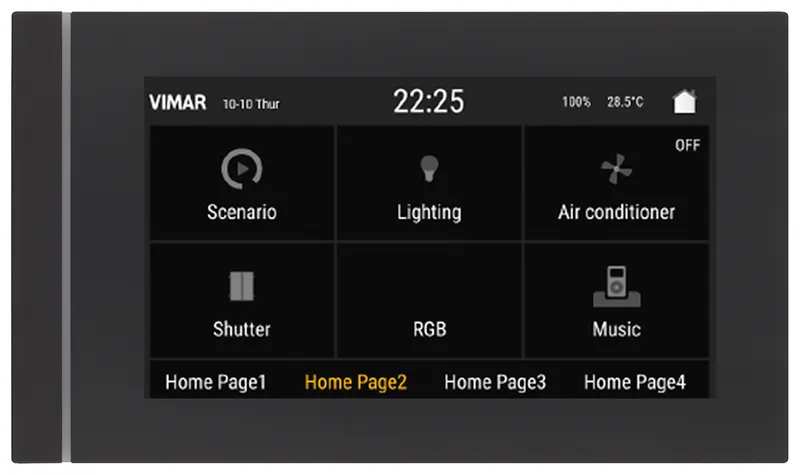 VIMAR 10-10 Thur 22:25 100% 28.5°C
OFF
Scenario Lighting Air conditioner
Shutter RGB Music
Home Page1 Home Page2 Home Page3 Home Page4